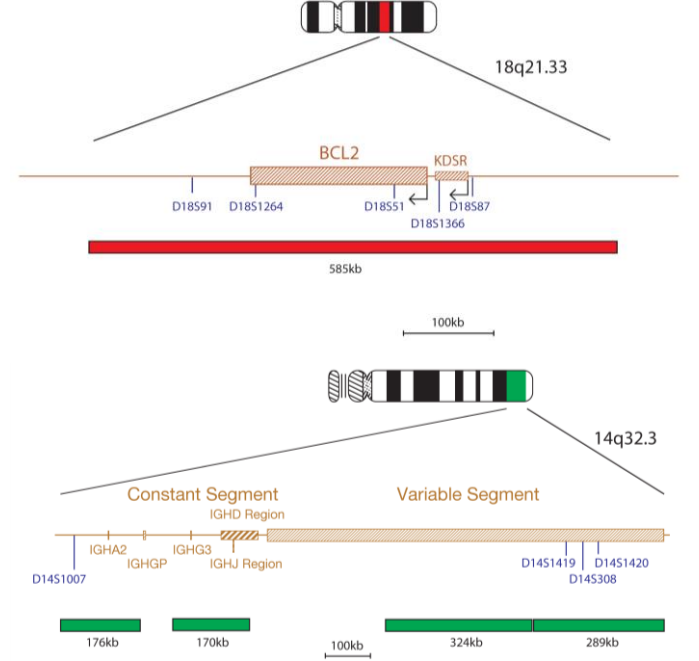 18q21.33
BCL2
KDSR
D18S91
D18S1264
D18S51
D18S87
D18S1366
585kb
100kb
14q32.3
Constant Segment
Variable Segment
IGHD Region
IGHA2
IGHG3
IGHGP
IGHJ Region
D14S1419
D14S1420
D14S1007
D14S308
176kb
170kb
324kb
289kb
100kb